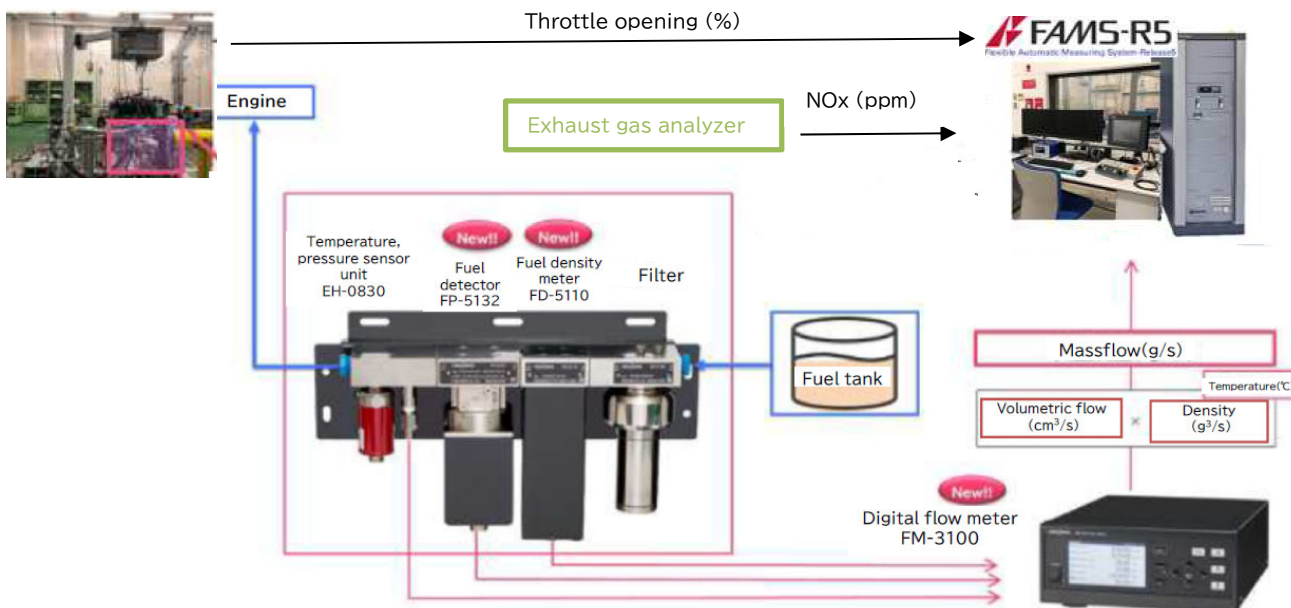 Throttle opening (%)
FAMS-R5
Flexible Automatic Measuring System-Release5
Engine
Exhaust gas analyzer
NOx (ppm)
New!!
New!!
Temperature,
pressure sensor
unit
EH-0830
Fuel
detector
FP-5132
Fuel density
meter
FD-5110
Filter
Fuel tank
Massflow(g/s)
Temperature(℃)
Volumetric flow
(cm³/s)
×
Density
(g³/s)
New!!
Digital flow meter
FM-3100